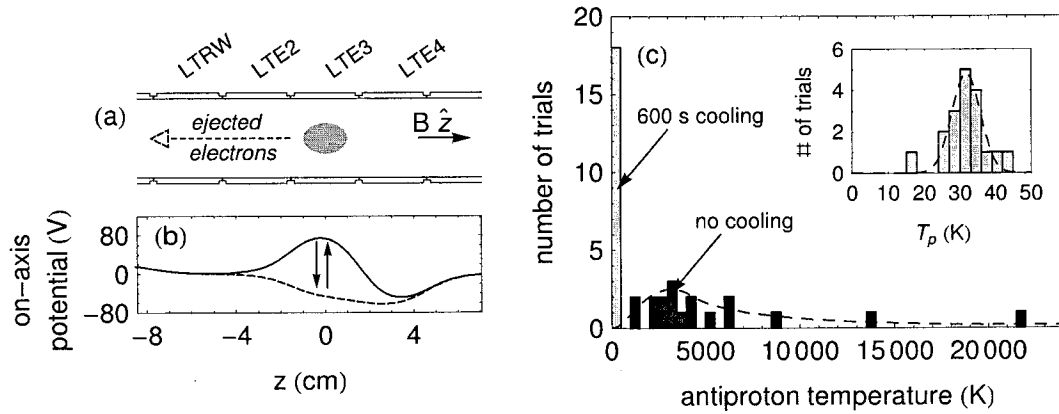 LTRW LTE2 LTE3 LTE4
(a)
ejected
electrons
B ẑ
on-axis
potential (V)
80
0
−80
(b)
−8 −4 0 4
z (cm)
number of trials
20
15
10
5
0
(c)
600 s cooling
no cooling
0 5000 10 000 15 000 20 000
antiproton temperature (K)
# of trials
6
4
2
0
0 10 20 30 40 50
Tp (K)